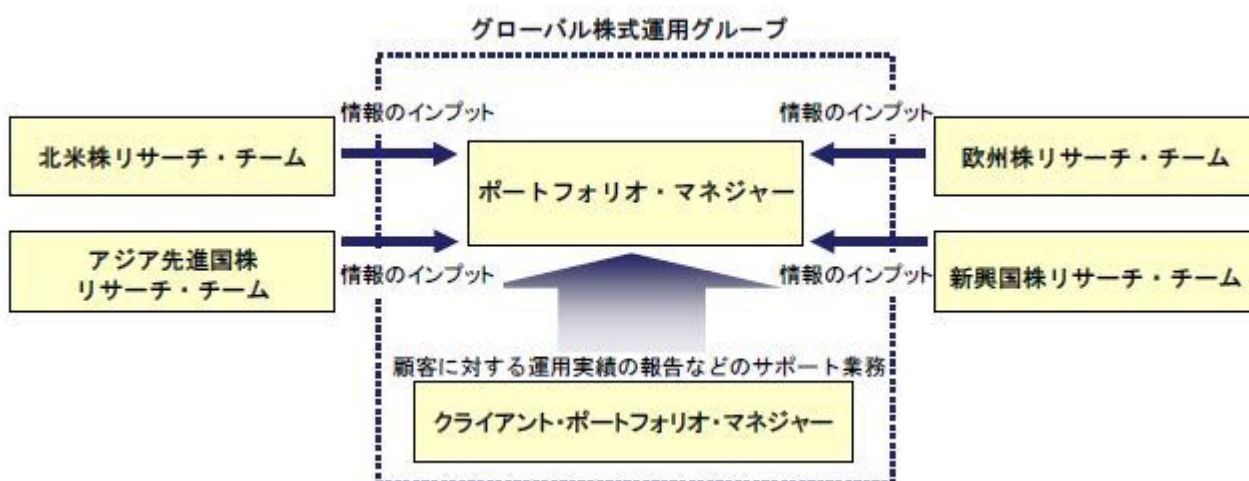 グローバル株式運用グループ
情報のインプット
情報のインプット
北米株リサーチ・チーム
ポートフォリオ・マネジャー
欧州株リサーチ・チーム
アジア先進国株
リサーチ・チーム
情報のインプット
情報のインプット
新興国株リサーチ・チーム
顧客に対する運用実績の報告などのサポート業務
クライアント・ポートフォリオ・マネジャー